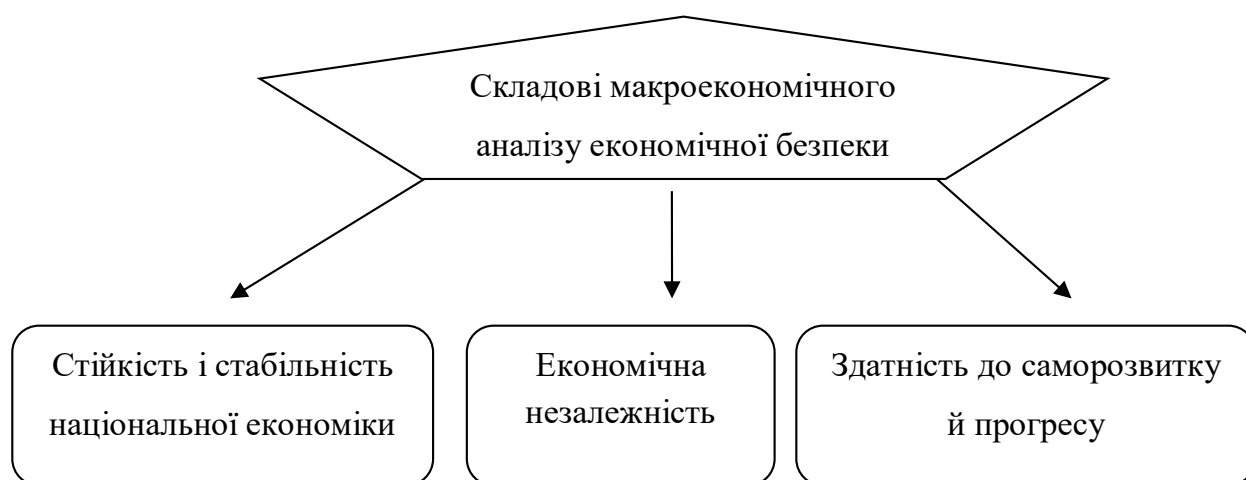 Складові макроекономічного
аналізу економічної безпеки
Стійкість і стабільність
національної економіки
Економічна
незалежність
Здатність до саморозвитку
й прогресу